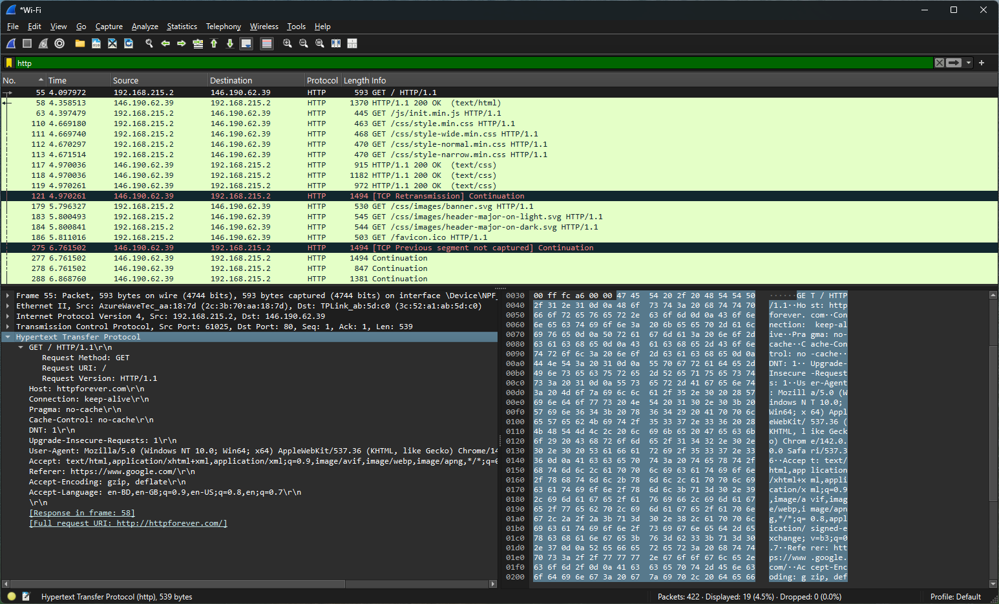 *Wi-Fi
File Edit View Go Capture Analyze Statistics Telephony Wireless Tools Help
http
No. Time Source Destination Protocol Length Info
55 4.097972 192.168.215.2 146.190.62.39 HTTP 593 GET / HTTP/1.1
58 4.358513 146.190.62.39 192.168.215.2 HTTP 1370 HTTP/1.1 200 OK (text/html)
63 4.397479 192.168.215.2 146.190.62.39 HTTP 445 GET /js/init.min.js HTTP/1.1
110 4.669180 192.168.215.2 146.190.62.39 HTTP 463 GET /css/style.min.css HTTP/1.1
111 4.669740 192.168.215.2 146.190.62.39 HTTP 468 GET /css/style-wide.min.css HTTP/1.1
112 4.670297 192.168.215.2 146.190.62.39 HTTP 470 GET /css/style-normal.min.css HTTP/1.1
113 4.671514 192.168.215.2 146.190.62.39 HTTP 470 GET /css/style-narrow.min.css HTTP/1.1
117 4.970036 146.190.62.39 192.168.215.2 HTTP 915 HTTP/1.1 200 OK (text/css)
118 4.970036 146.190.62.39 192.168.215.2 HTTP 1182 HTTP/1.1 200 OK (text/css)
119 4.970261 146.190.62.39 192.168.215.2 HTTP 972 HTTP/1.1 200 OK (text/css)
121 4.970261 146.190.62.39 192.168.215.2 HTTP 1494 [TCP Retransmission] Continuation
179 5.796327 192.168.215.2 146.190.62.39 HTTP 530 GET /css/images/banner.svg HTTP/1.1
183 5.800493 192.168.215.2 146.190.62.39 HTTP 545 GET /css/images/header-major-on-light.svg HTTP/1.1
184 5.800841 192.168.215.2 146.190.62.39 HTTP 544 GET /css/images/header-major-on-dark.svg HTTP/1.1
186 5.811016 192.168.215.2 146.190.62.39 HTTP 503 GET /favicon.ico HTTP/1.1
275 6.761502 146.190.62.39 192.168.215.2 HTTP 1494 [TCP Previous segment not captured] Continuation
277 6.761502 146.190.62.39 192.168.215.2 HTTP 1494 Continuation
278 6.761502 146.190.62.39 192.168.215.2 HTTP 847 Continuation
288 6.868760 146.190.62.39 192.168.215.2 HTTP 1381 Continuation
Frame 55: Packet, 593 bytes on wire (4744 bits), 593 bytes captured (4744 bits) on interface \Device\NPF_
Ethernet II, Src: AzureWaveTec_aa:18:7d (2c:3b:70:aa:18:7d), Dst: TPLink_ab:5d:c0 (3c:52:a1:ab:5d:c0)
Internet Protocol Version 4, Src: 192.168.215.2, Dst: 146.190.62.39
Transmission Control Protocol, Src Port: 61025, Dst Port: 80, Seq: 1, Ack: 1, Len: 539
Hypertext Transfer Protocol
GET / HTTP/1.1\r\n
Request Method: GET
Request URI: /
Request Version: HTTP/1.1
Host: httpforever.com\r\n
Connection: keep-alive\r\n
Pragma: no-cache\r\n
Cache-Control: no-cache\r\n
DNT: 1\r\n
Upgrade-Insecure-Requests: 1\r\n
User-Agent: Mozilla/5.0 (Windows NT 10.0; Win64; x64) AppleWebKit/537.36 (KHTML, like Gecko) Chrome/14
Accept: text/html,application/xhtml+xml,application/xml;q=0.9,image/avif,image/webp,image/apng,*/*;q=0
Referer: https://www.google.com/\r\n
Accept-Encoding: gzip, deflate\r\n
Accept-Language: en-BD,en-GB;q=0.9,en-US;q=0.8,en;q=0.7\r\n
\r\n
[Response in frame: 58]
[Full request URI: http://httpforever.com/]
0030 00 ff fc a6 00 00 47 45 54 20 2f 20 48 54 54 50 ······GE T / HTTP
0040 2f 31 2e 31 0d 0a 48 6f 73 74 3a 20 68 74 74 70 /1.1··Ho st: http
0050 66 6f 72 65 76 65 72 2e 63 6f 6d 0d 0a 43 6f 6e forever. com··Con
0060 6e 65 63 74 69 6f 6e 3a 20 6b 65 65 70 2d 61 6c nection:  keep-al
0070 69 76 65 0d 0a 50 72 61 67 6d 61 3a 20 6e 6f 2d ive··Pra gma: no-
0080 63 61 63 68 65 0d 0a 43 61 63 68 65 2d 43 6f 6e cache··C ache-Con
0090 74 72 6f 6c 3a 20 6e 6f 2d 63 61 63 68 65 0d 0a trol: no -cache··
00a0 44 4e 54 3a 20 31 0d 0a 55 70 67 72 61 64 65 2d DNT: 1·· Upgrade-
00b0 49 6e 73 65 63 75 72 65 2d 52 65 71 75 65 73 74 Insecure -Request
00c0 73 3a 20 31 0d 0a 55 73 65 72 2d 41 67 65 6e 74 s: 1··Us er-Agent
00d0 3a 20 4d 6f 7a 69 6c 6c 61 2f 35 2e 30 20 28 57 : Mozill a/5.0 (W
00e0 69 6e 64 6f 77 73 20 4e 54 20 31 30 2e 30 3b 20 indows N T 10.0;
00f0 57 69 6e 36 34 3b 20 78 36 34 29 20 41 70 70 6c Win64; x 64) Appl
0100 65 57 65 62 4b 69 74 2f 35 33 37 2e 33 36 20 28 eWebKit/ 537.36 (
0110 4b 48 54 4d 4c 2c 20 6c 69 6b 65 20 47 65 63 6b KHTML, l ike Geck
0120 6f 29 20 43 68 72 6f 6d 65 2f 31 34 32 2e 30 2e o) Chrom e/142.0.
0130 30 2e 30 20 53 61 66 61 72 69 2f 35 33 37 2e 33 0.0 Safa ri/537.3
0140 36 0d 0a 41 63 63 65 70 74 3a 20 74 65 78 74 2f 6··Accep t: text/
0150 68 74 6d 6c 2c 61 70 70 6c 69 63 61 74 69 6f 6e html,app lication
0160 2f 78 68 74 6d 6c 2b 78 6d 6c 2c 61 70 70 6c 69 /xhtml+x ml,appli
0170 63 61 74 69 6f 6e 2f 78 6d 6c 3b 71 3d 30 2e 39 cation/x ml;q=0.9
0180 2c 69 6d 61 67 65 2f 61 76 69 66 2c 69 6d 61 67 ,image/a vif,imag
0190 65 2f 77 65 62 70 2c 69 6d 61 67 65 2f 61 70 6e e/webp,i mage/apn
01a0 67 2c 2a 2f 2a 3b 71 3d 30 2e 38 2c 61 70 70 6c g,*/*;q= 0.8,appl
01b0 69 63 61 74 69 6f 6e 2f 73 69 67 6e 65 64 2d 65 ication/ signed-e
01c0 78 63 68 61 6e 67 65 3b 76 3d 62 33 3b 71 3d 30 xchange; v=b3;q=0
01d0 2e 37 0d 0a 52 65 66 65 72 65 72 3a 20 68 74 74 .7··Refe rer: htt
01e0 70 73 3a 2f 2f 77 77 77 2e 67 6f 6f 67 6c 65 2e ps://www .google.
01f0 63 6f 6d 2f 0d 0a 41 63 63 65 70 74 2d 45 6e 63 com/··Ac cept-Enc
0200 6f 64 69 6e 67 3a 20 67 7a 69 70 2c 20 64 65 66 oding: g zip, def
Hypertext Transfer Protocol (http), 539 bytes
Packets: 422 · Displayed: 19 (4.5%) · Dropped: 0 (0.0%)
Profile: Default